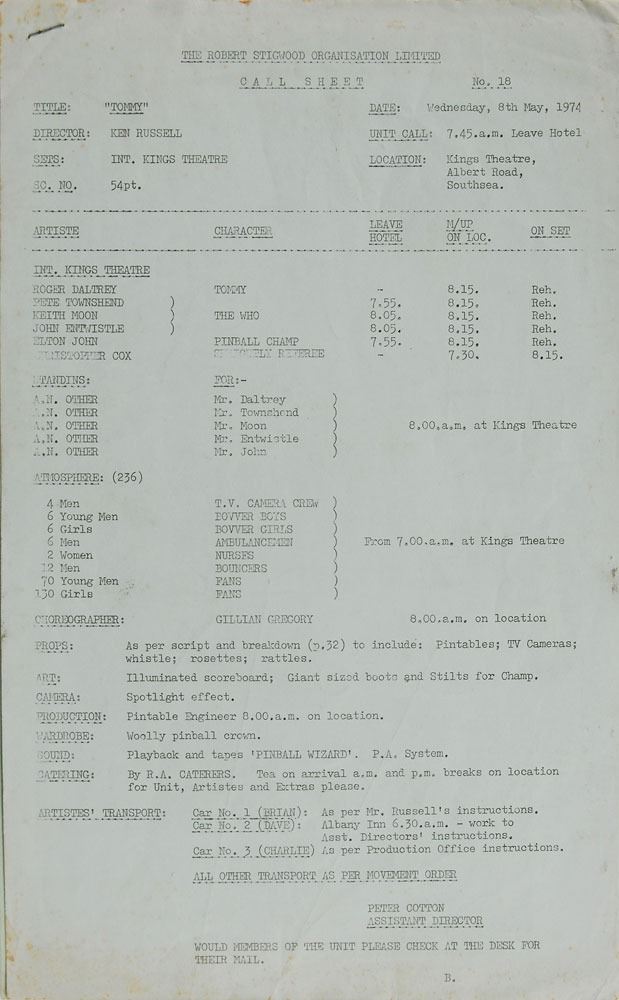 THE ROBERT STIGWOOD ORGANISATION LIMITED
CALL SHEET No. 18
TITLE: "TOMMY" DATE: Wednesday, 8th May, 1974
DIRECTOR: KEN RUSSELL UNIT CALL: 7.45.a.m. Leave Hotel
SETS: INT. KINGS THEATRE LOCATION: Kings Theatre,
Albert Road,
SC. NO. 54pt. Southsea.
ARTISTE CHARACTER LEAVE HOTEL M/UP ON LOC. ON SET
INT. KINGS THEATRE
ROGER DALTREY TOMMY - 8.15. Reh.
PETE TOWNSHEND ) 7.55. 8.15. Reh.
KEITH MOON ) THE WHO 8.05. 8.15. Reh.
JOHN ENTWISTLE ) 8.05. 8.15. Reh.
ELTON JOHN PINBALL CHAMP 7.55. 8.15. Reh.
CHRISTOPHER COX REFEREE - 7.30. 8.15.
STANDINS: FOR:-
A.N. OTHER Mr. Daltrey )
A.N. OTHER Mr. Townshend )
A.N. OTHER Mr. Moon ) 8.00.a.m. at Kings Theatre
A.N. OTHER Mr. Entwistle )
A.N. OTHER Mr. John )
ATMOSPHERE: (236)
4 Men T.V. CAMERA CREW )
6 Young Men BOVVER BOYS )
6 Girls BOVVER GIRLS )
6 Men AMBULANCEMEN ) From 7.00.a.m. at Kings Theatre
2 Women NURSES )
12 Men BOUNCERS )
70 Young Men FANS )
130 Girls FANS )
CHOREOGRAPHER: GILLIAN GREGORY 8.00.a.m. on location
PROPS: As per script and breakdown (p.32) to include: Pintables; TV Cameras;
whistle; rosettes; rattles.
ART: Illuminated scoreboard; Giant sized boots and Stilts for Champ.
CAMERA: Spotlight effect.
PRODUCTION: Pintable Engineer 8.00.a.m. on location.
WARDROBE: Woolly pinball crown.
SOUND: Playback and tapes 'PINBALL WIZARD'. P.A. System.
CATERING: By R.A. CATERERS. Tea on arrival a.m. and p.m. breaks on location
for Unit, Artistes and Extras please.
ARTISTES' TRANSPORT: Car No. 1 (BRIAN): As per Mr. Russell's instructions.
Car No. 2 (DAVE): Albany Inn 6.30.a.m. - work to
Asst. Directors' instructions.
Car No. 3 (CHARLIE) As per Production Office instructions.
ALL OTHER TRANSPORT AS PER MOVEMENT ORDER
PETER COTTON
ASSISTANT DIRECTOR
WOULD MEMBERS OF THE UNIT PLEASE CHECK AT THE DESK FOR
THEIR MAIL.
B.